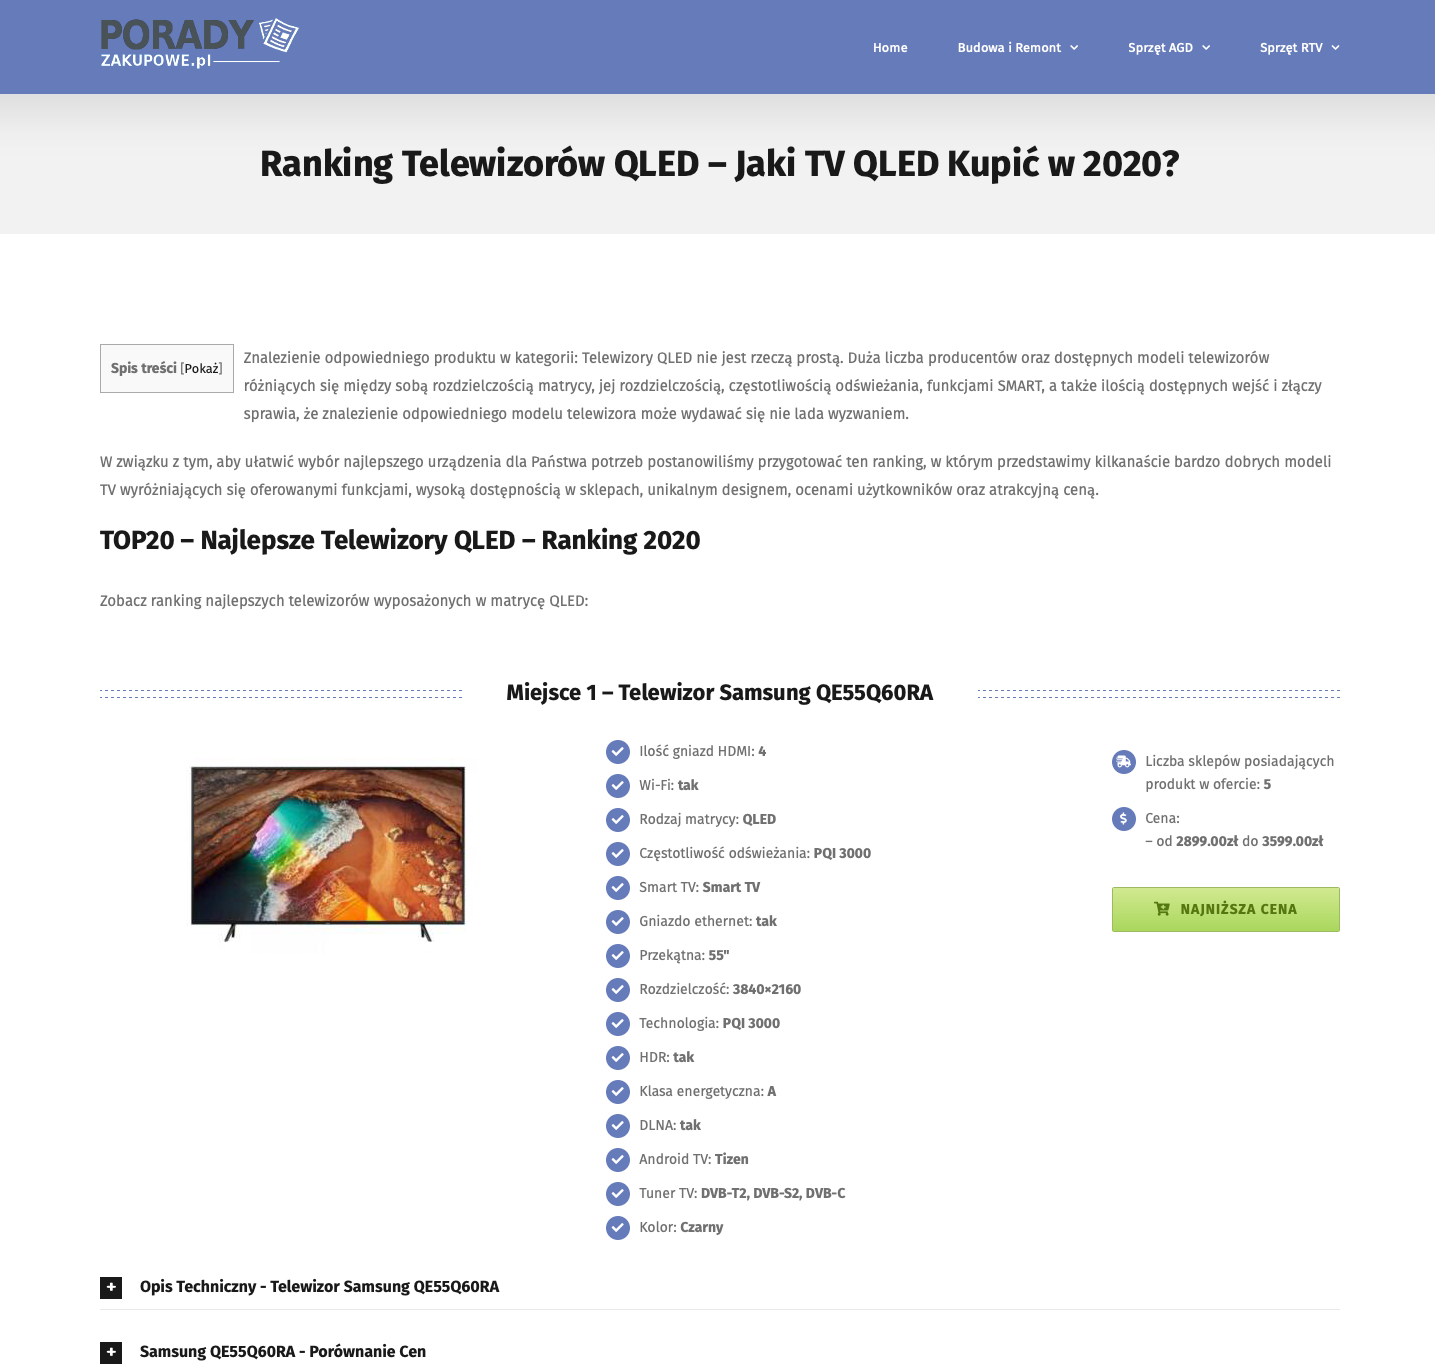 PORADY
ZAKUPOWE.pl
Home
Budowa i Remont
Sprzęt AGD
Sprzęt RTV
Ranking Telewizorów QLED – Jaki TV QLED Kupić w 2020?
Spis treści [Pokaż]
Znalezienie odpowiedniego produktu w kategorii: Telewizory QLED nie jest rzeczą prostą. Duża liczba producentów oraz dostępnych modeli telewizorów
różniących się między sobą rozdzielczością matrycy, jej rozdzielczością, częstotliwością odświeżania, funkcjami SMART, a także ilością dostępnych wejść i złączy
sprawia, że znalezienie odpowiedniego modelu telewizora może wydawać się nie lada wyzwaniem.
W związku z tym, aby ułatwić wybór najlepszego urządzenia dla Państwa potrzeb postanowiliśmy przygotować ten ranking, w którym przedstawimy kilkanaście bardzo dobrych modeli
TV wyróżniających się oferowanymi funkcjami, wysoką dostępnością w sklepach, unikalnym designem, ocenami użytkowników oraz atrakcyjną ceną.
TOP20 – Najlepsze Telewizory QLED – Ranking 2020
Zobacz ranking najlepszych telewizorów wyposażonych w matrycę QLED:
Miejsce 1 – Telewizor Samsung QE55Q60RA
Ilość gniazd HDMI: 4
Wi-Fi: tak
Rodzaj matrycy: QLED
Częstotliwość odświeżania: PQI 3000
Smart TV: Smart TV
Gniazdo ethernet: tak
Przekątna: 55"
Rozdzielczość: 3840×2160
Technologia: PQI 3000
HDR: tak
Klasa energetyczna: A
DLNA: tak
Android TV: Tizen
Tuner TV: DVB-T2, DVB-S2, DVB-C
Kolor: Czarny
Liczba sklepów posiadających
produkt w ofercie: 5
Cena:
– od 2899.00zł do 3599.00zł
NAJNIŻSZA CENA
Opis Techniczny - Telewizor Samsung QE55Q60RA
Samsung QE55Q60RA - Porównanie Cen